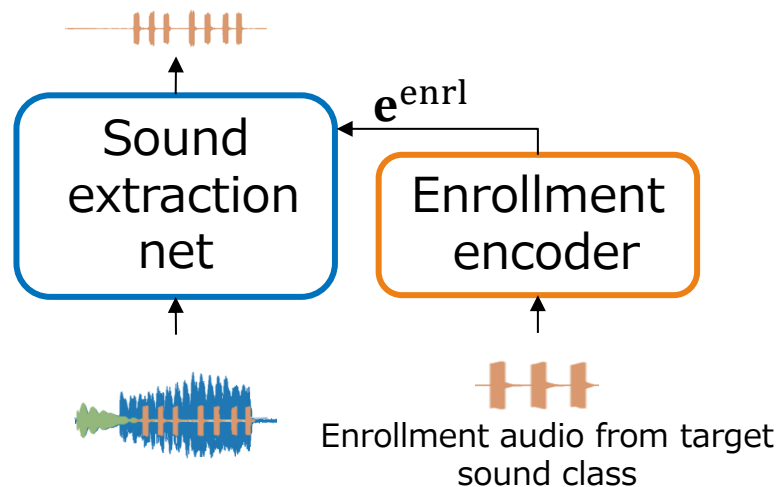 Sound
extraction
net
e^enrl
Enrollment
encoder
Enrollment audio from target
sound class